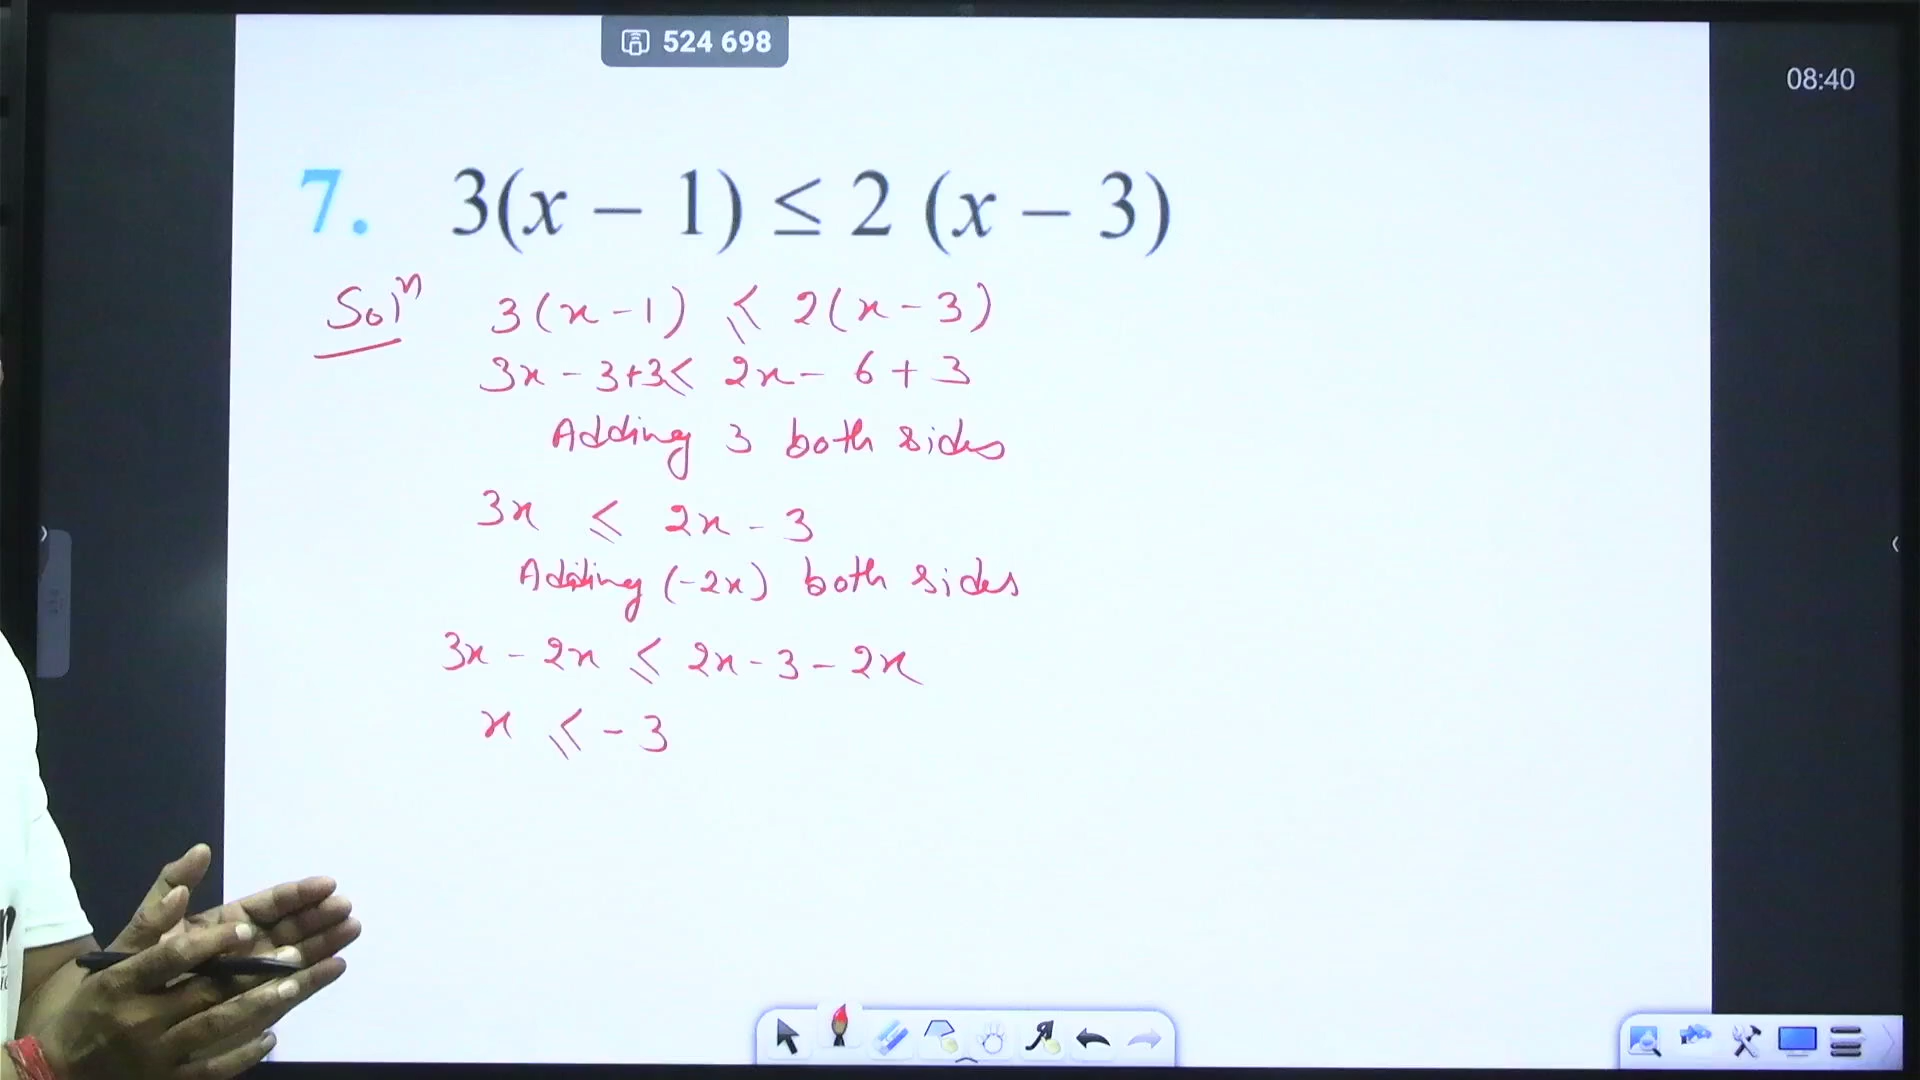 524 698
08:40
7. 3(x – 1) ≤ 2 (x – 3)
Solⁿ 3(x-1) ≤ 2(x-3)
3x - 3+3≤ 2x- 6+3
Adding 3 both sides
3x ≤ 2x-3
Adding (-2x) both sides
3x - 2x ≤ 2x-3-2x
x ≤ -3